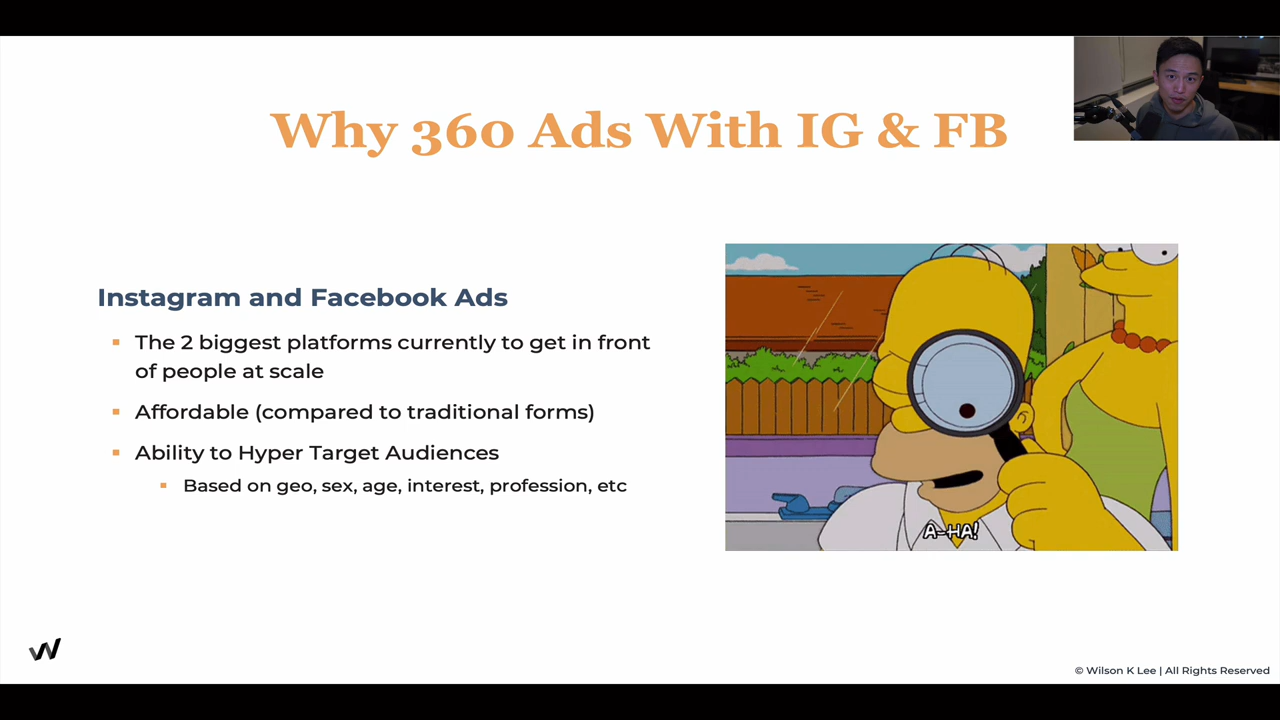 Why 360 Ads With IG & FB
Instagram and Facebook Ads
The 2 biggest platforms currently to get in front
of people at scale
Affordable (compared to traditional forms)
Ability to Hyper Target Audiences
Based on geo, sex, age, interest, profession, etc
A-HA!
© Wilson K Lee | All Rights Reserved